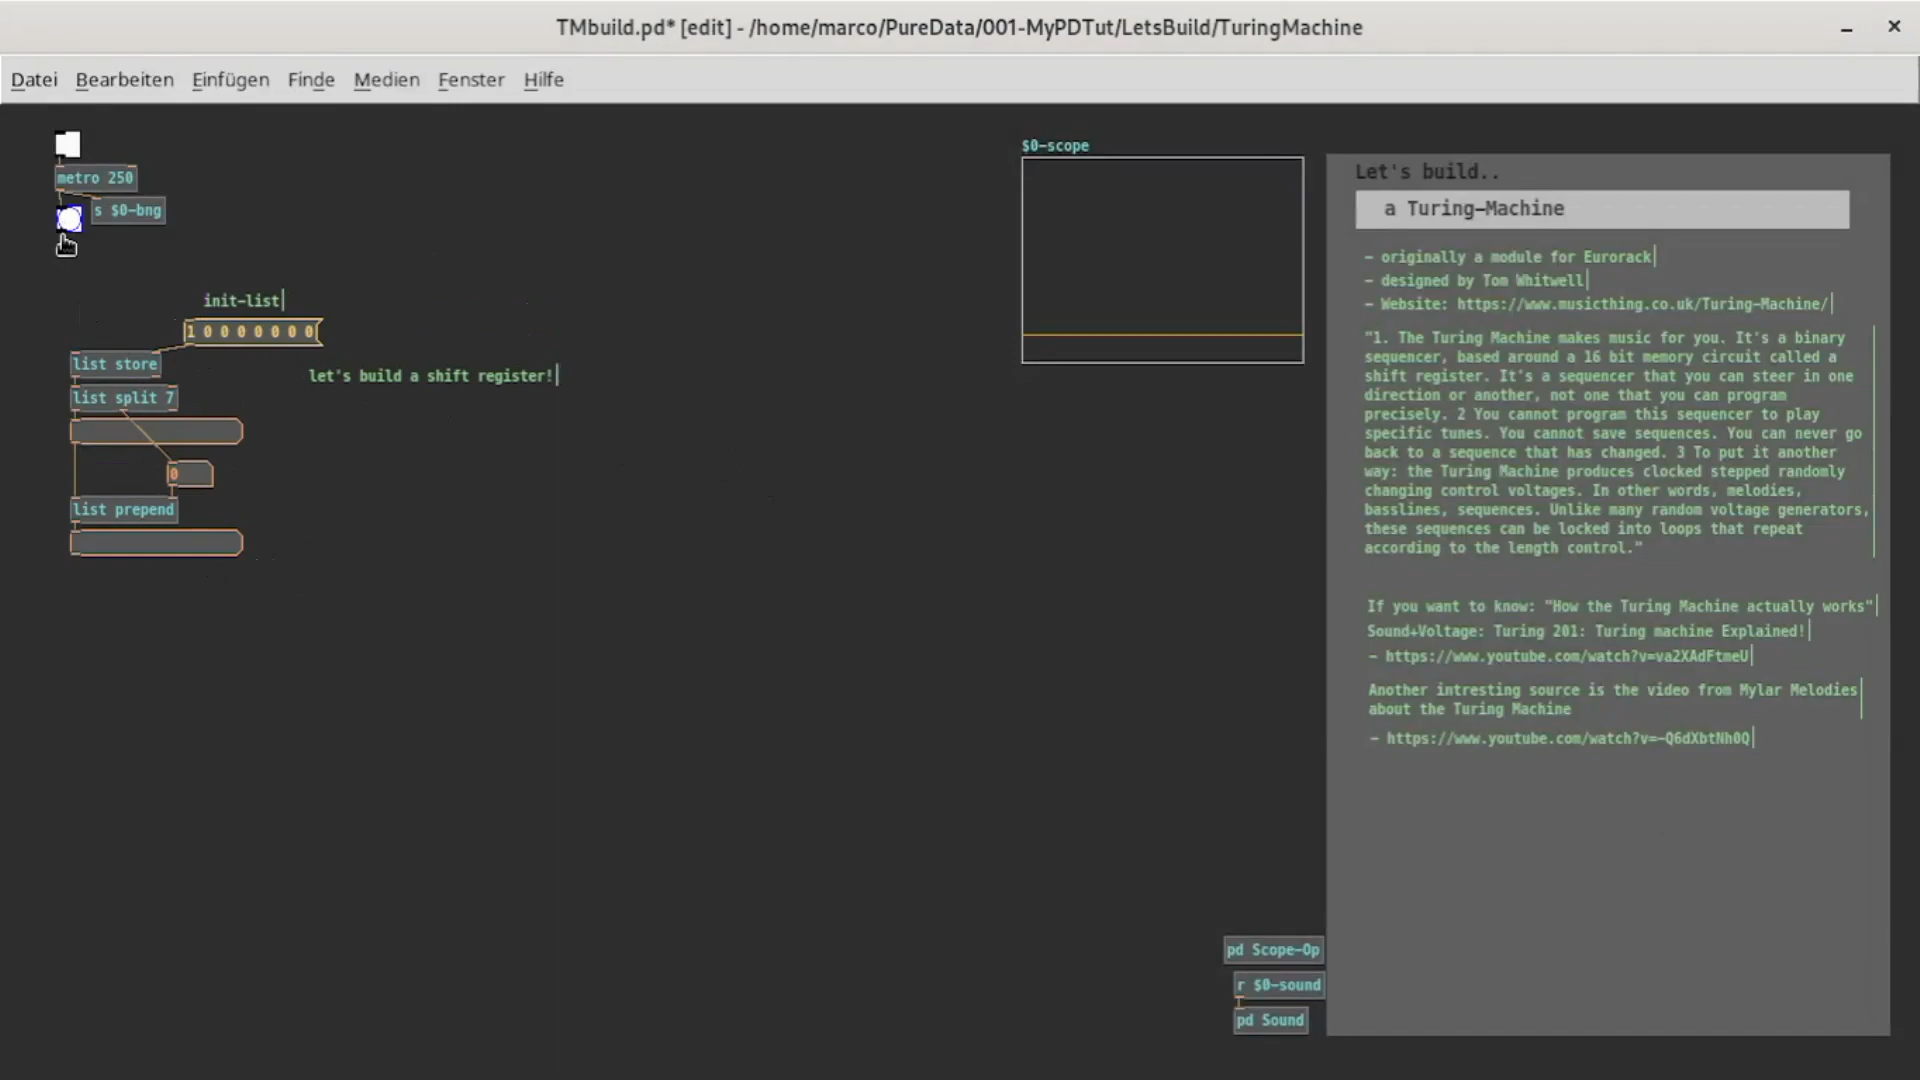 TMbuild.pd* [edit] - /home/marco/PureData/001-MyPDTut/LetsBuild/TuringMachine
Datei Bearbeiten Einfügen Finde Medien Fenster Hilfe
metro 250
s $0-bng
init-list
1 0 0 0 0 0 0 0
list store
let's build a shift register!
list split 7
0
list prepend
$0-scope
Let's build..
a Turing-Machine
- originally a module for Eurorack
- designed by Tom Whitwell
- Website: https://www.musicthing.co.uk/Turing-Machine/
"1. The Turing Machine makes music for you. It's a binary
sequencer, based around a 16 bit memory circuit called a
shift register. It's a sequencer that you can steer in one
direction or another, not one that you can program
precisely. 2 You cannot program this sequencer to play
specific tunes. You cannot save sequences. You can never go
back to a sequence that has changed. 3 To put it another
way: the Turing Machine produces clocked stepped randomly
changing control voltages. In other words, melodies,
basslines, sequences. Unlike many random voltage generators,
these sequences can be locked into loops that repeat
according to the length control."
If you want to know: "How the Turing Machine actually works"
Sound+Voltage: Turing 201: Turing machine Explained!
- https://www.youtube.com/watch?v=va2XAdFtmeU
Another intresting source is the video from Mylar Melodies
about the Turing Machine
- https://www.youtube.com/watch?v=-Q6dXbtNh0Q
pd Scope-Op
r $0-sound
pd Sound